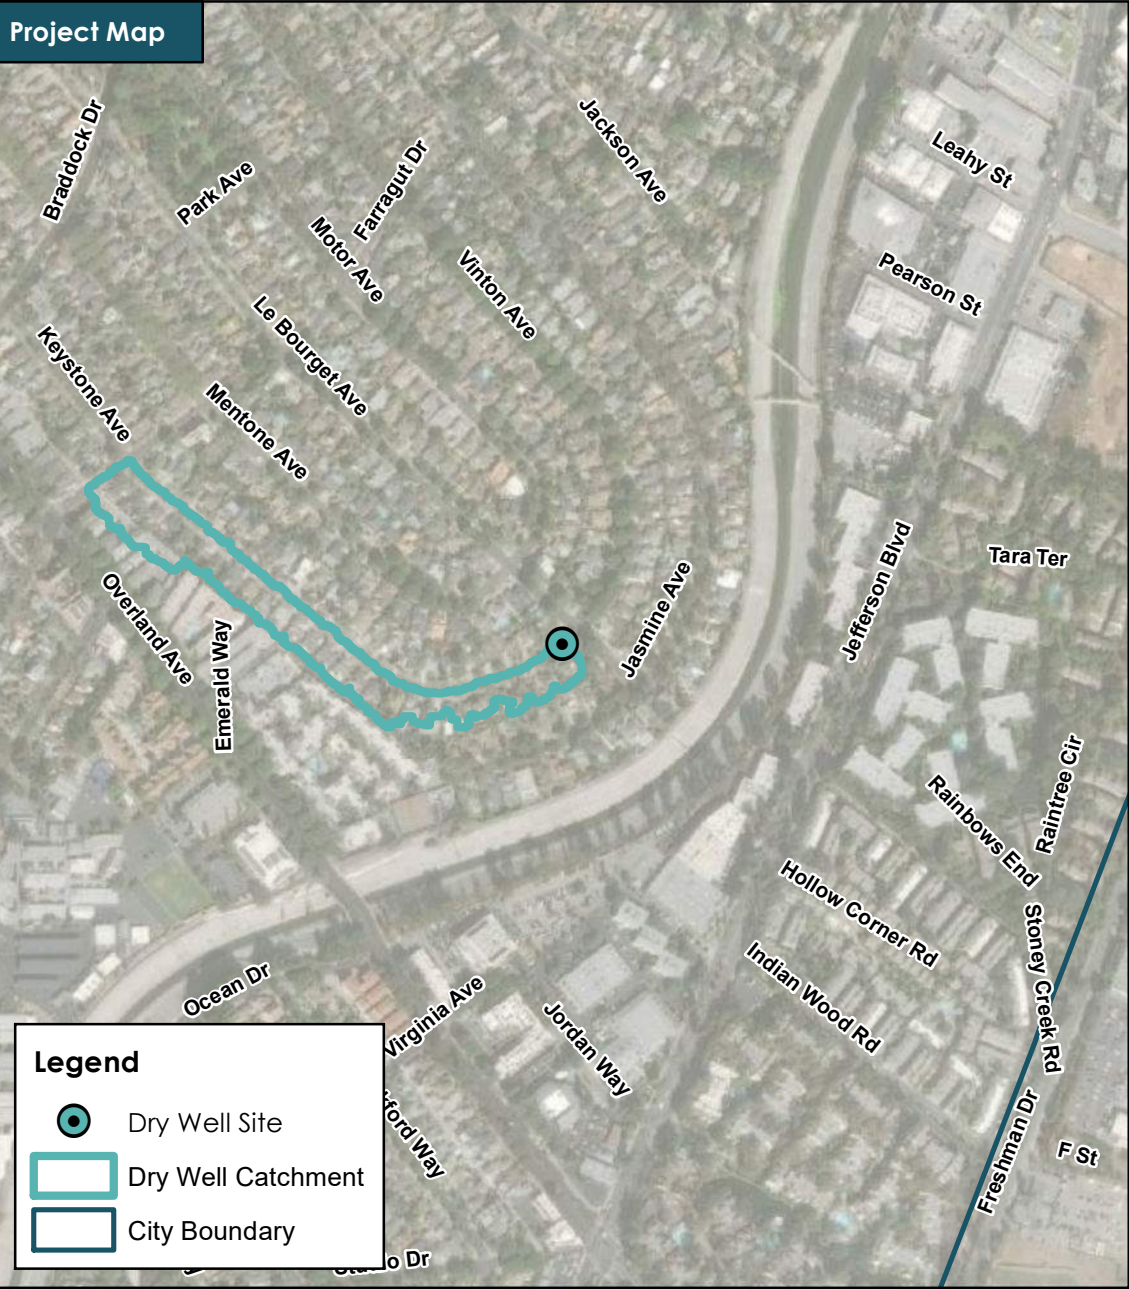 Project Map
Braddock Dr
Park Ave
Farragut Dr
Jackson Ave
Leahy St
Motor Ave
Vinton Ave
Pearson St
Le Bourget Ave
Keystone Ave
Mentone Ave
Tara Ter
Jefferson Blvd
Jasmine Ave
Overland Ave
Emerald Way
Raintree Cir
Rainbows End
Hollow Corner Rd
Stoney Creek Rd
Indian Wood Rd
Ocean Dr
Virginia Ave
Jordan Way
Freshman Dr
F St
Legend
Dry Well Site
Dry Well Catchment
City Boundary